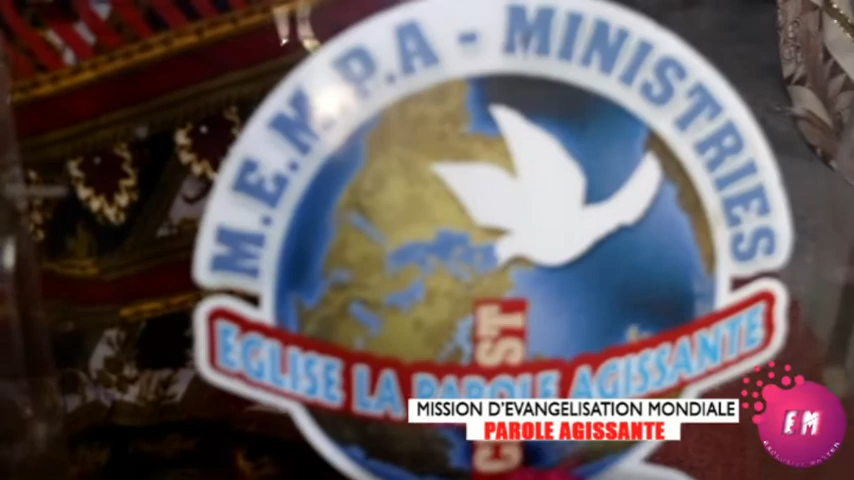 M.E.M.P.A - MINISTRIES
EGLISE LA PAROLE AGISSANTE
MISSION D'EVANGELISATION MONDIALE
PAROLE AGISSANTE
EM